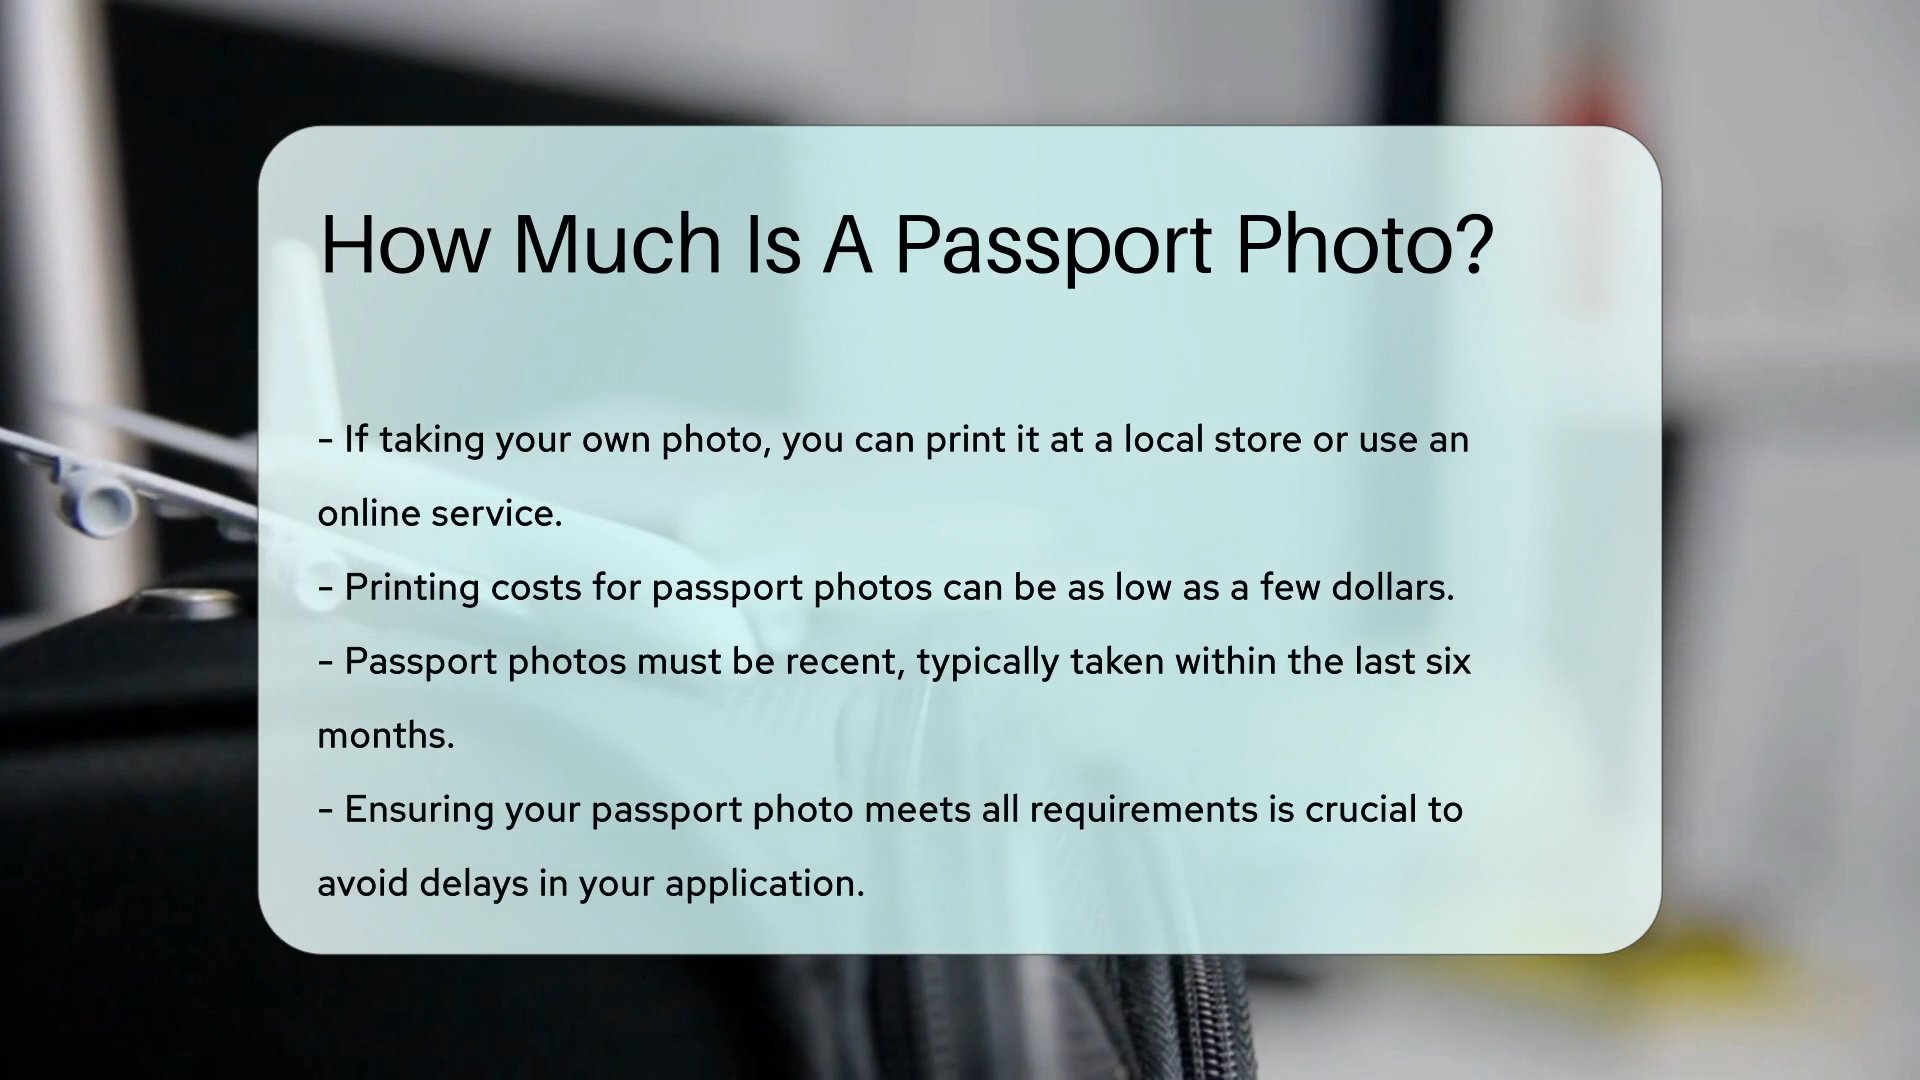 How Much Is A Passport Photo?
- If taking your own photo, you can print it at a local store or use an
online service.
- Printing costs for passport photos can be as low as a few dollars.
- Passport photos must be recent, typically taken within the last six
months.
- Ensuring your passport photo meets all requirements is crucial to
avoid delays in your application.